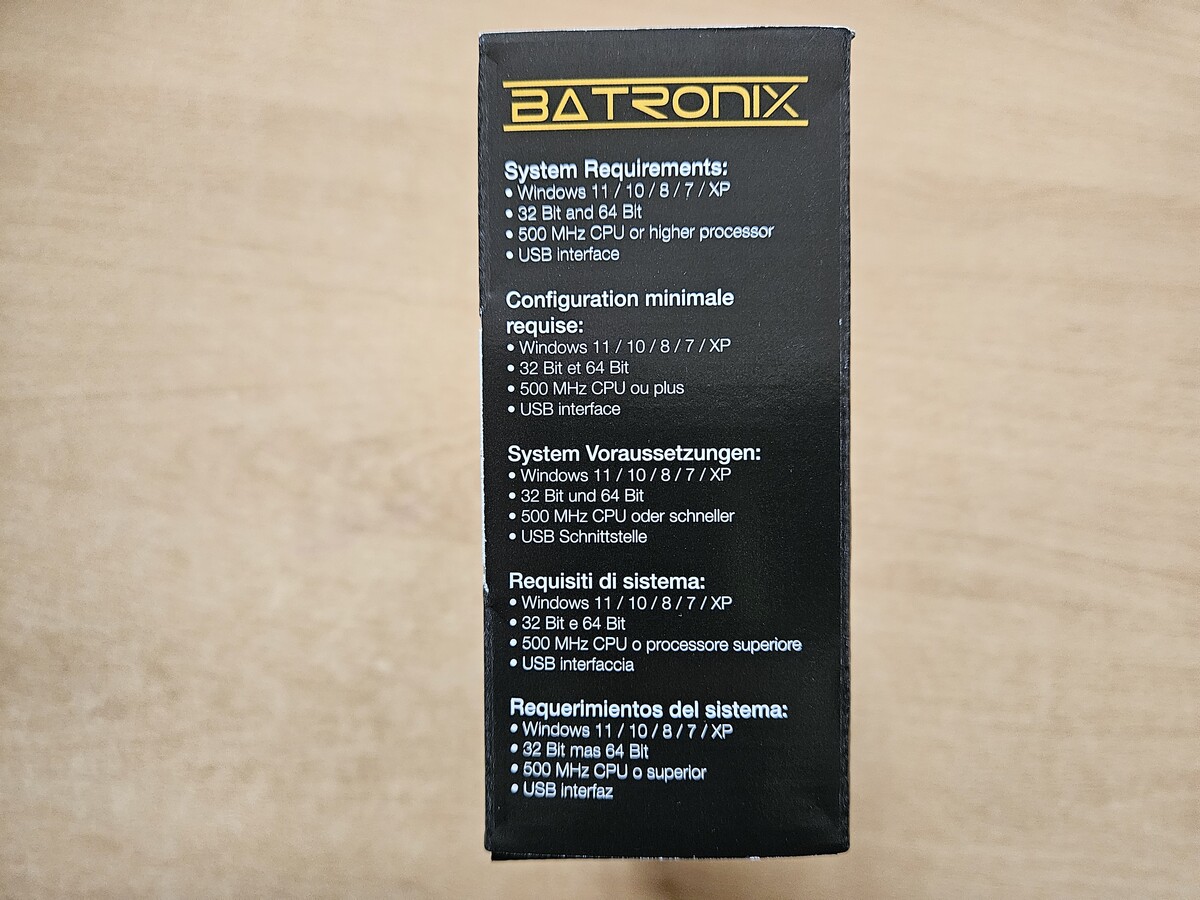 BATRONIX
System Requirements:
• Windows 11 / 10 / 8 / 7 / XP
• 32 Bit and 64 Bit
• 500 MHz CPU or higher processor
• USB interface
Configuration minimale
requise:
• Windows 11 / 10 / 8 / 7 / XP
• 32 Bit et 64 Bit
• 500 MHz CPU ou plus
• USB interface
System Voraussetzungen:
• Windows 11 / 10 / 8 / 7 / XP
• 32 Bit und 64 Bit
• 500 MHz CPU oder schneller
• USB Schnittstelle
Requisiti di sistema:
• Windows 11 / 10 / 8 / 7 / XP
• 32 Bit e 64 Bit
• 500 MHz CPU o processore superiore
• USB interfaccia
Requerimientos del sistema:
• Windows 11 / 10 / 8 / 7 / XP
• 32 Bit mas 64 Bit
• 500 MHz CPU o superior
• USB interfaz